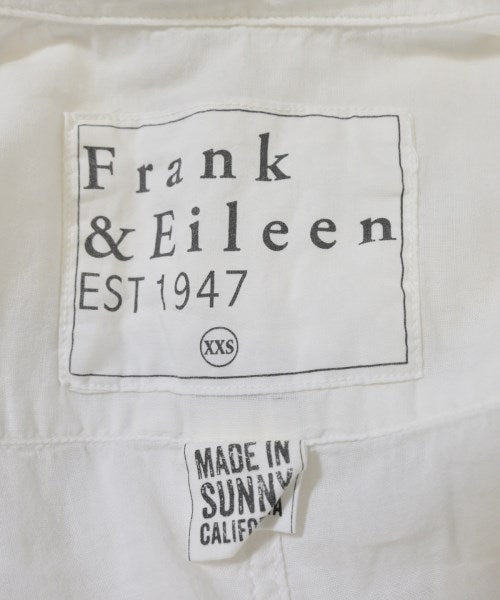 Frank
& Eileen
EST 1947
XXS
MADE IN
SUNNY
CALIFORNIA